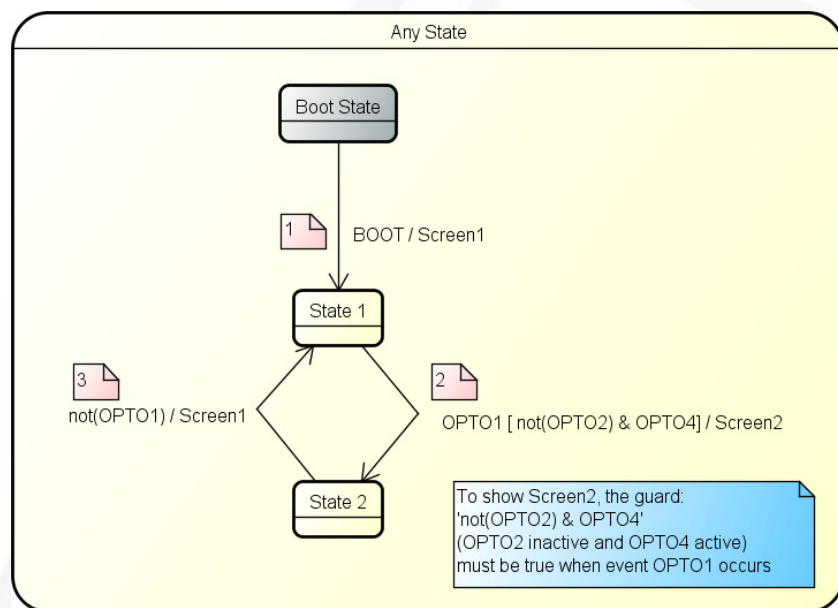 Any State
Boot State
1
BOOT / Screen1
State 1
3
not(OPTO1) / Screen1
2
OPTO1 [ not(OPTO2) & OPTO4] / Screen2
State 2
To show Screen2, the guard:
'not(OPTO2) & OPTO4'
(OPTO2 inactive and OPTO4 active)
must be true when event OPTO1 occurs